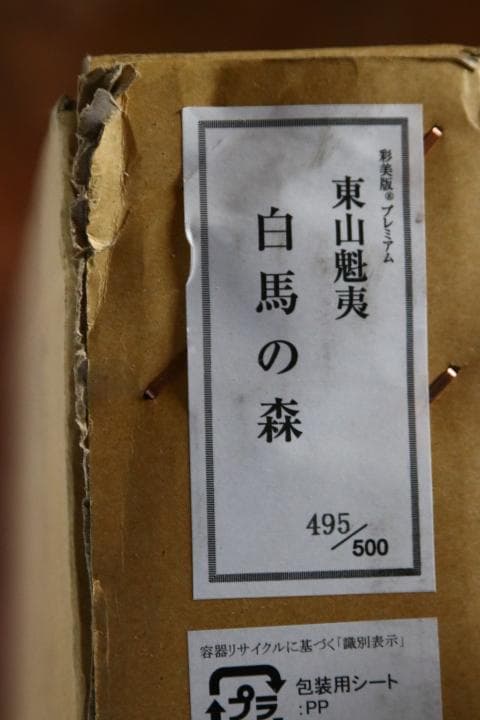 彩美版®プレミアム
東山魁夷
白馬の森
495/500
容器リサイクルに基づく「識別表示」
プラ
包装用シート
:PP